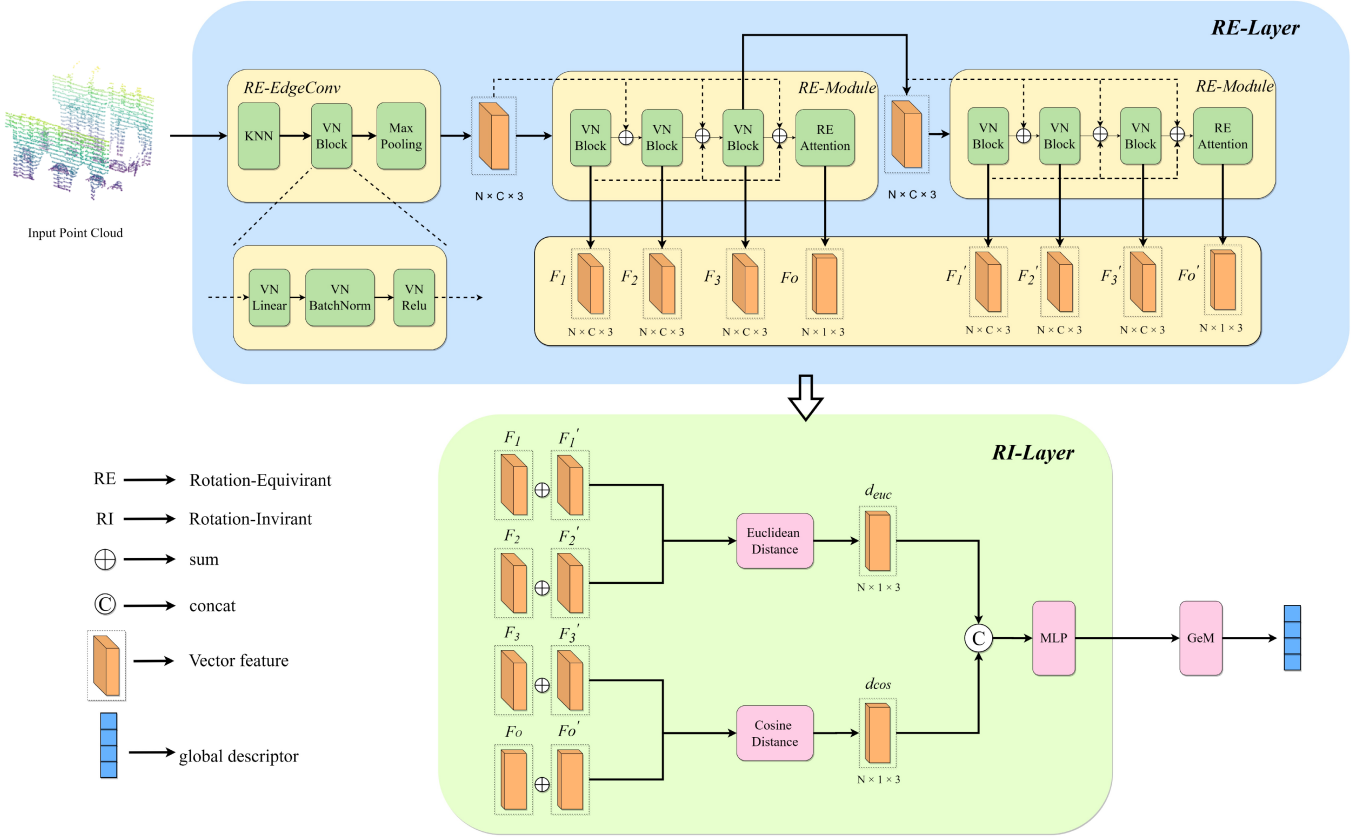 RE-Layer
RE-EdgeConv
KNN
VN
Block
Max
Pooling
N × C × 3
RE-Module
VN
Block
VN
Block
VN
Block
RE
Attention
N × C × 3
RE-Module
VN
Block
VN
Block
VN
Block
RE
Attention
Input Point Cloud
VN
Linear
VN
BatchNorm
VN
Relu
F1
N × C × 3
F2
N × C × 3
F3
N × C × 3
Fo
N × 1 × 3
F1'
N × C × 3
F2'
N × C × 3
F3'
N × C × 3
Fo'
N × 1 × 3
RI-Layer
F1 F1'
F2 F2'
F3 F3'
Fo Fo'
Euclidean
Distance
deuc
N × 1 × 3
Cosine
Distance
dcos
N × 1 × 3
C
MLP
GeM
RE Rotation-Equivirant
RI Rotation-Invirant
sum
C concat
Vector feature
global descriptor